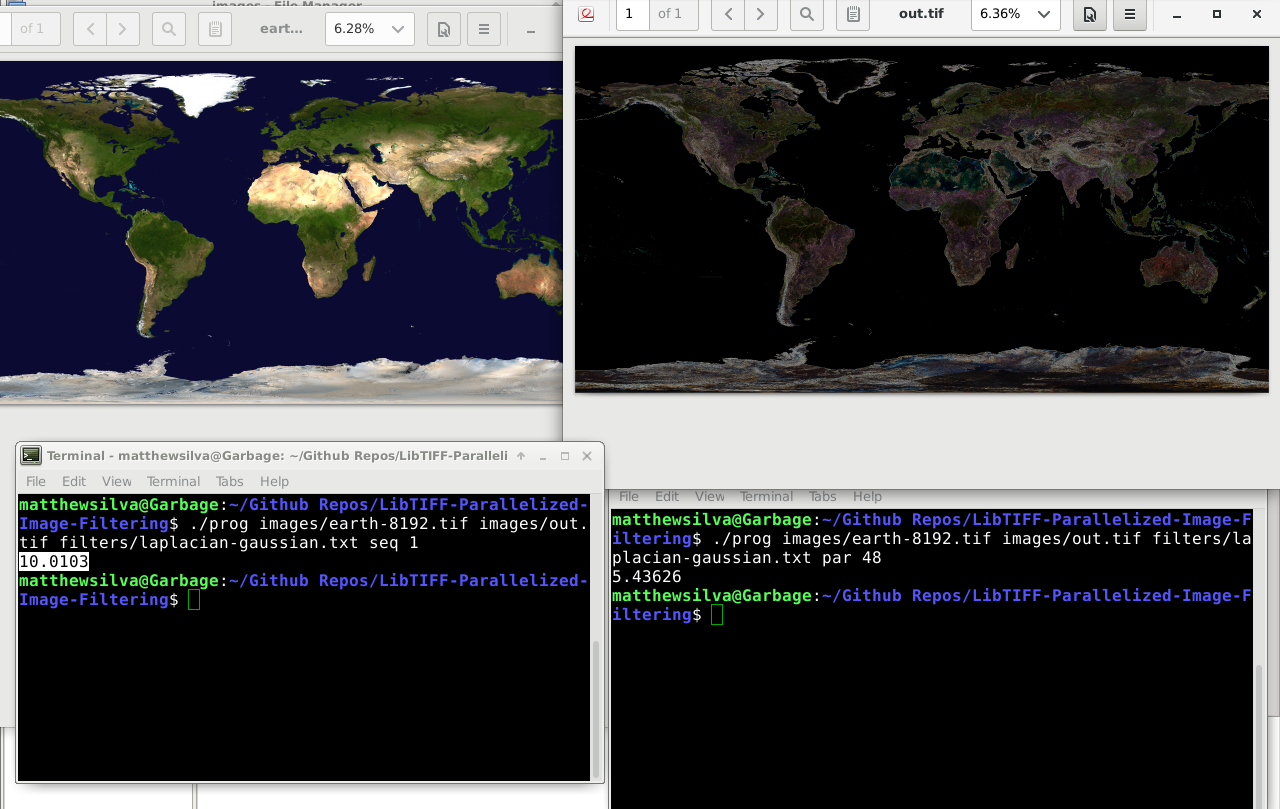 images - File Manager
of 1
eart...
6.28%
1
of 1
out.tif
6.36%
Terminal - matthewsilva@Garbage: ~/Github Repos/LibTIFF-Paralleli
File Edit View Terminal Tabs Help
matthewsilva@Garbage:~/Github Repos/LibTIFF-Parallelized-
Image-Filtering$ ./prog images/earth-8192.tif images/out.
tif filters/laplacian-gaussian.txt seq 1
10.0103
matthewsilva@Garbage:~/Github Repos/LibTIFF-Parallelized-
Image-Filtering$
File Edit View Terminal Tabs Help
matthewsilva@Garbage:~/Github Repos/LibTIFF-Parallelized-Image-F
iltering$ ./prog images/earth-8192.tif images/out.tif filters/la
placian-gaussian.txt par 48
5.43626
matthewsilva@Garbage:~/Github Repos/LibTIFF-Parallelized-Image-F
iltering$